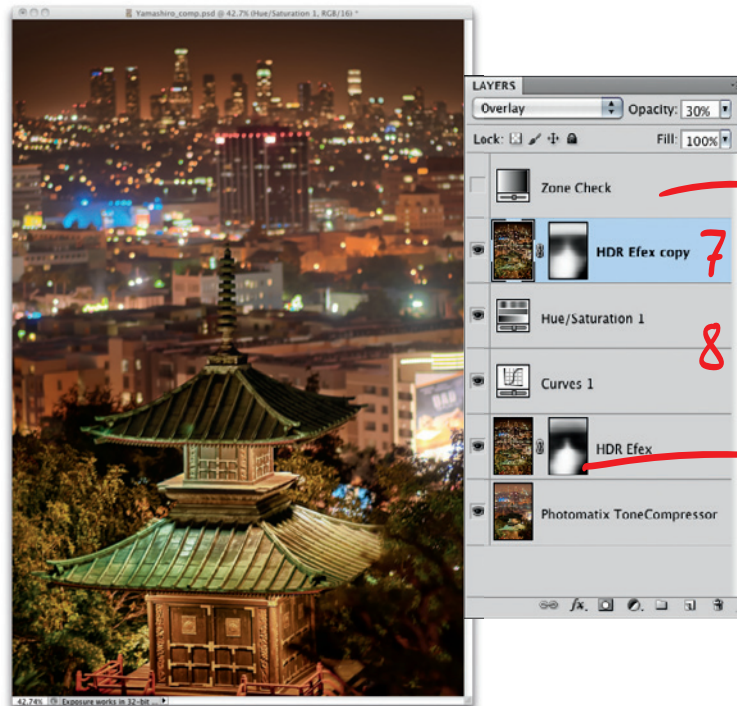 Yamashiro_comp.psd @ 42.7% (Hue/Saturation 1, RGB/16) *
LAYERS
Overlay Opacity: 30%
Lock: Fill: 100%
Zone Check
HDR Efex copy 7
Hue/Saturation 1
8
Curves 1
HDR Efex
Photomatix ToneCompressor
fx.
42.74% Exposure works in 32-bit ...